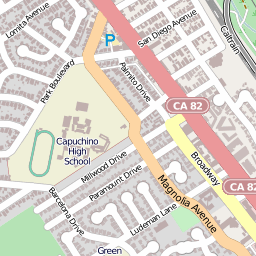 Lomita Avenue
San Diego Avenue
P
Caltrain
Park Boulevard
Palmito Drive
CA 82
Capuchino
High
School
Millwood Drive
Broadway
Paramount Drive
CA 82
Magnolia Avenue
Barcelona Drive
Ludeman Lane
Green